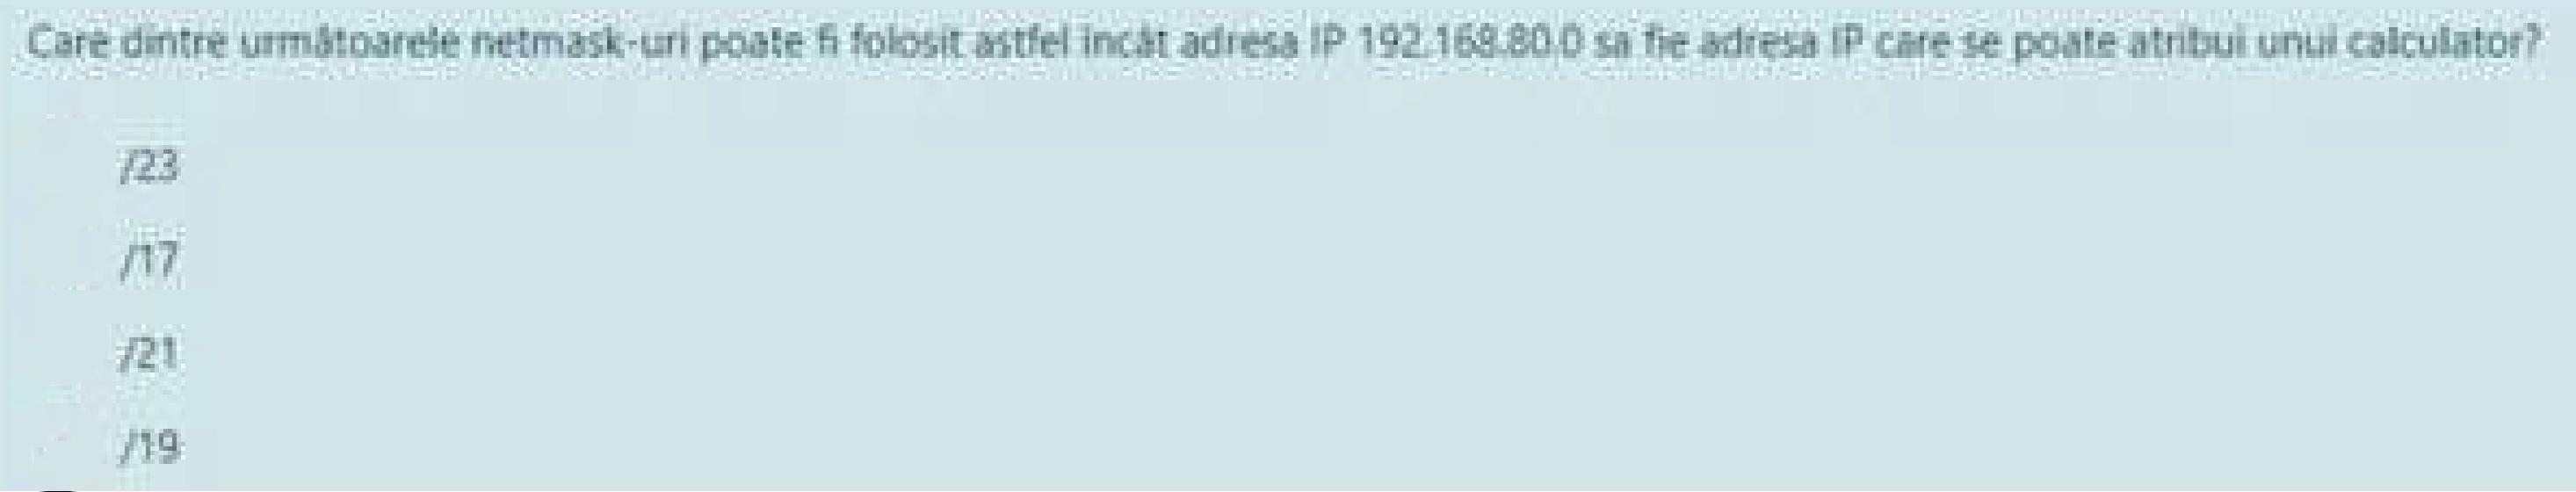 Care dintre următoarele netmask-uri poate fi folosit astfel incât adresa IP 192.168.80.0 sa fie adresa IP care se poate atribui unui calculator?
/23
/17
/21
/19